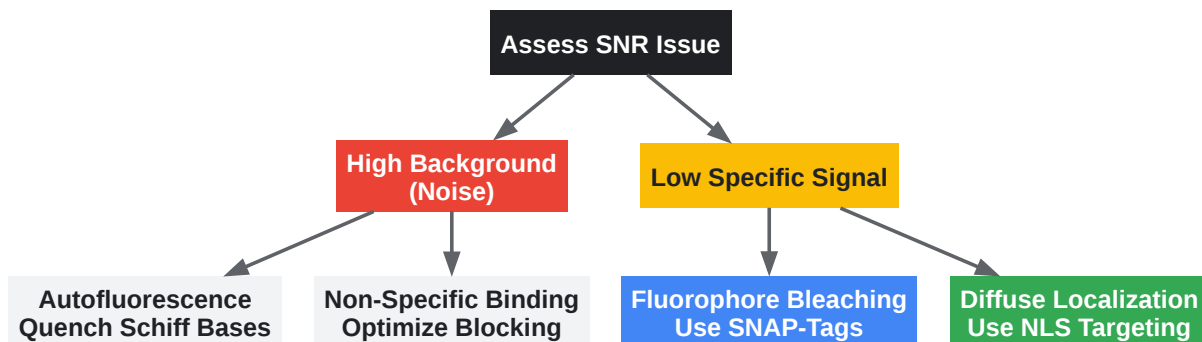 Assess SNR Issue
High Background
(Noise)
Low Specific Signal
Autofluorescence
Quench Schiff Bases
Non-Specific Binding
Optimize Blocking
Fluorophore Bleaching
Use SNAP-Tags
Diffuse Localization
Use NLS Targeting